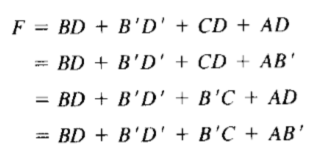 F = BD + B'D' + CD + AD
= BD + B'D' + CD + AB'
= BD + B'D' + B'C + AD
= BD + B'D' + B'C + AB'